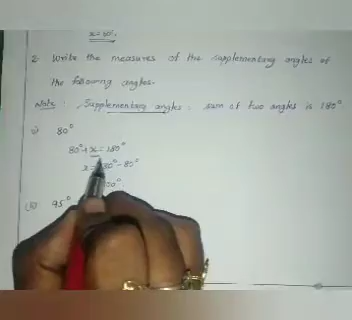 x = 50°.
2. Write the measures of the supplementary angles of
the following angles.
Note : Supplementary angles : sum of two angles is 180°
i) 80°
80° + x = 180°
x = 180° - 80°
100°.
(ii) 95°